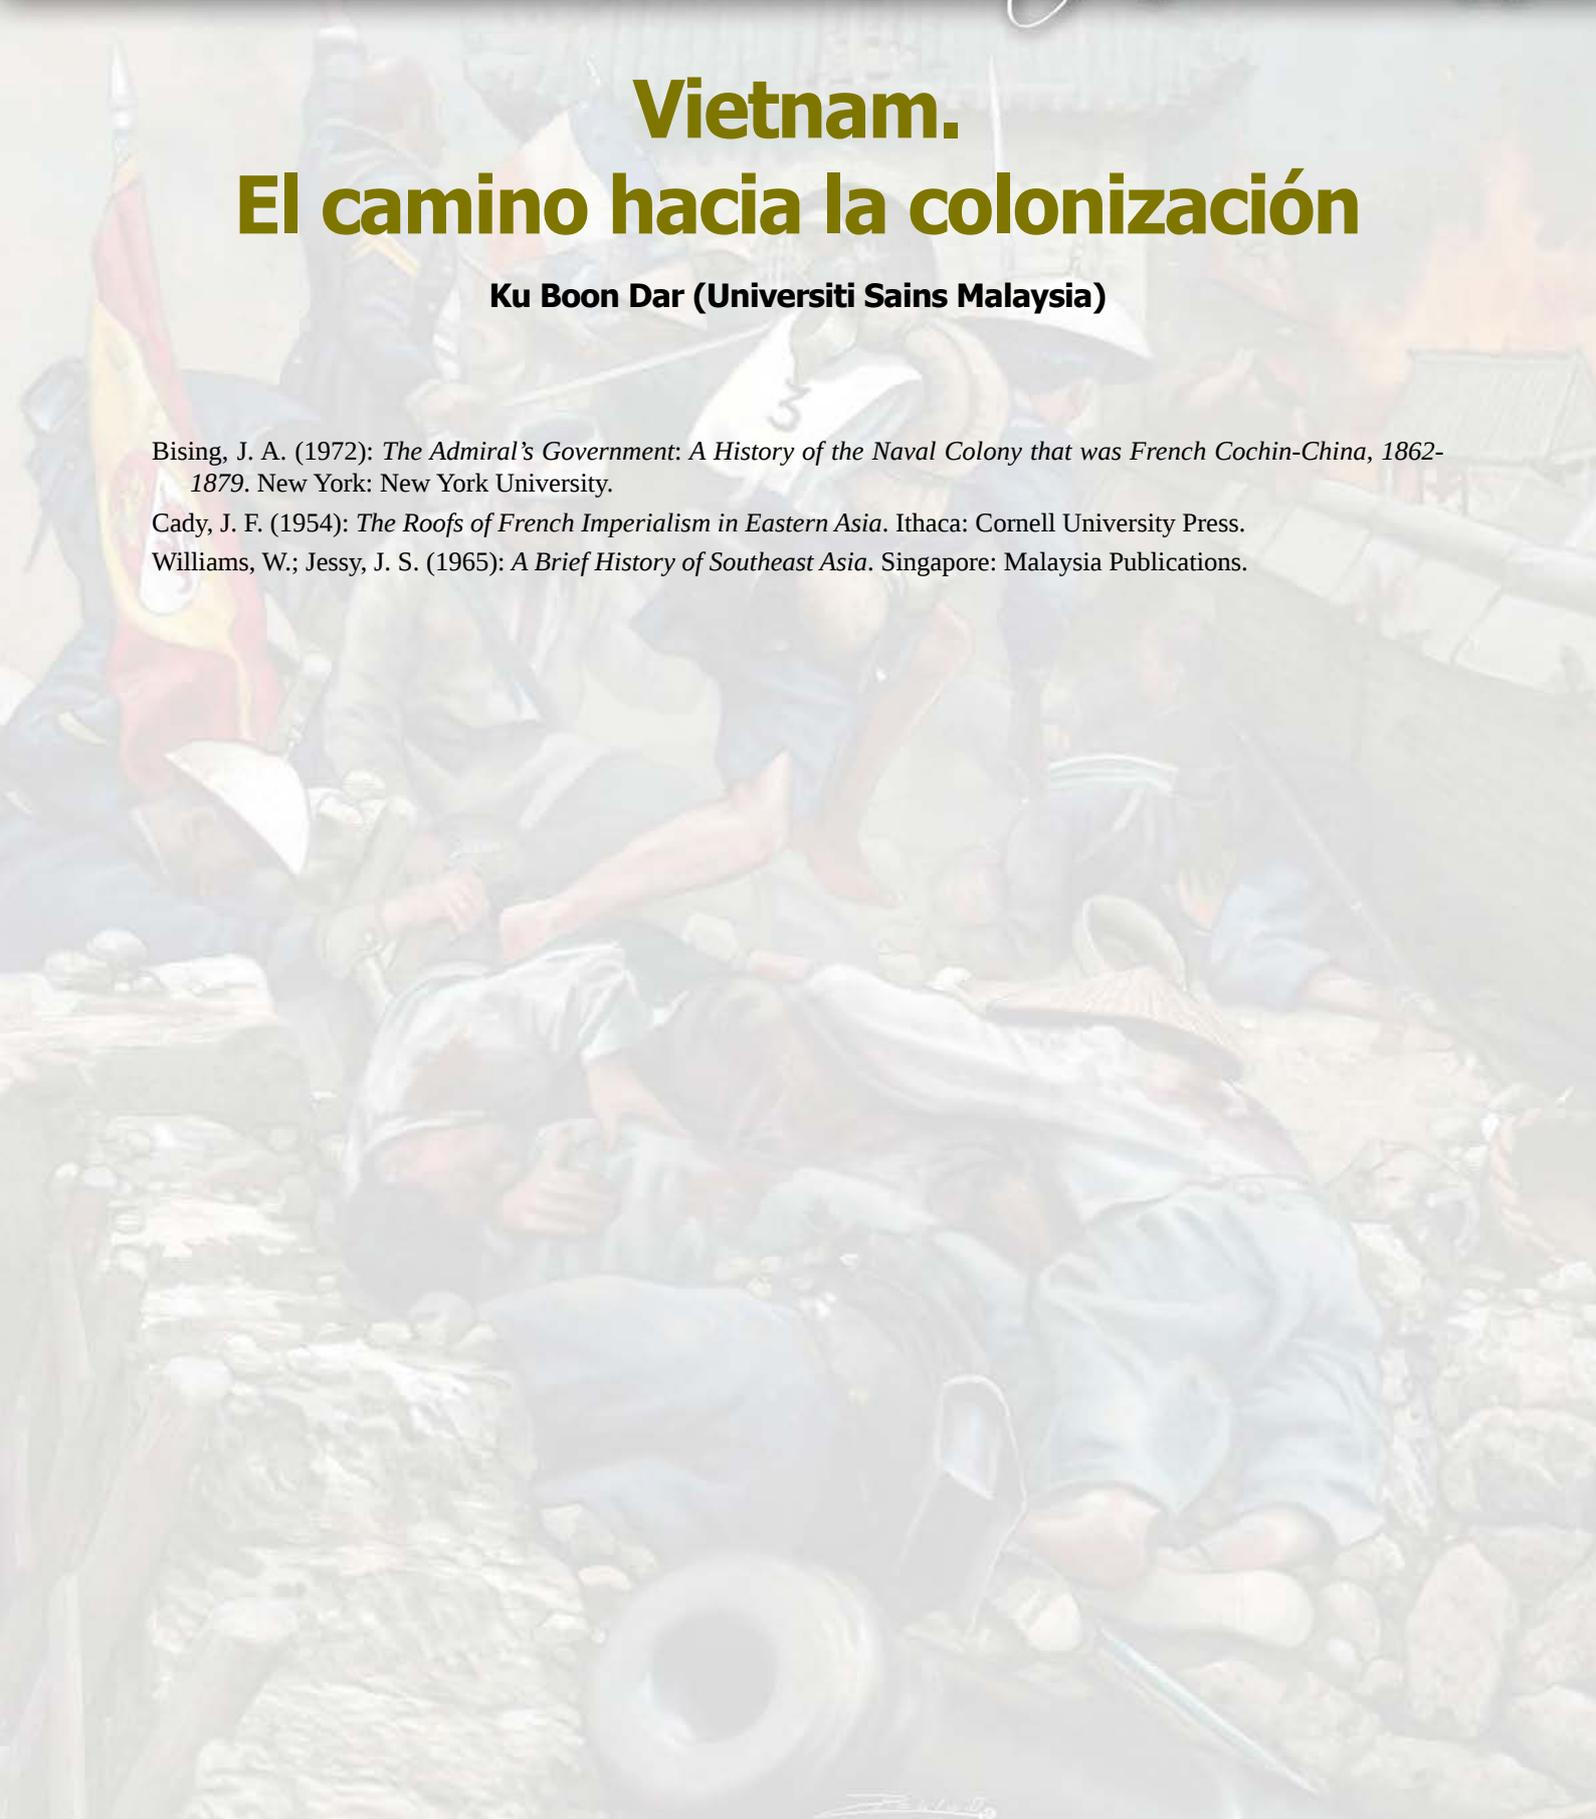 Vietnam.
El camino hacia la colonización
Ku Boon Dar (Universiti Sains Malaysia)
3
Bising, J. A. (1972): The Admiral’s Government: A History of the Naval Colony that was French Cochin-China, 1862-
1879. New York: New York University.
Cady, J. F. (1954): The Roofs of French Imperialism in Eastern Asia. Ithaca: Cornell University Press.
Williams, W.; Jessy, J. S. (1965): A Brief History of Southeast Asia. Singapore: Malaysia Publications.